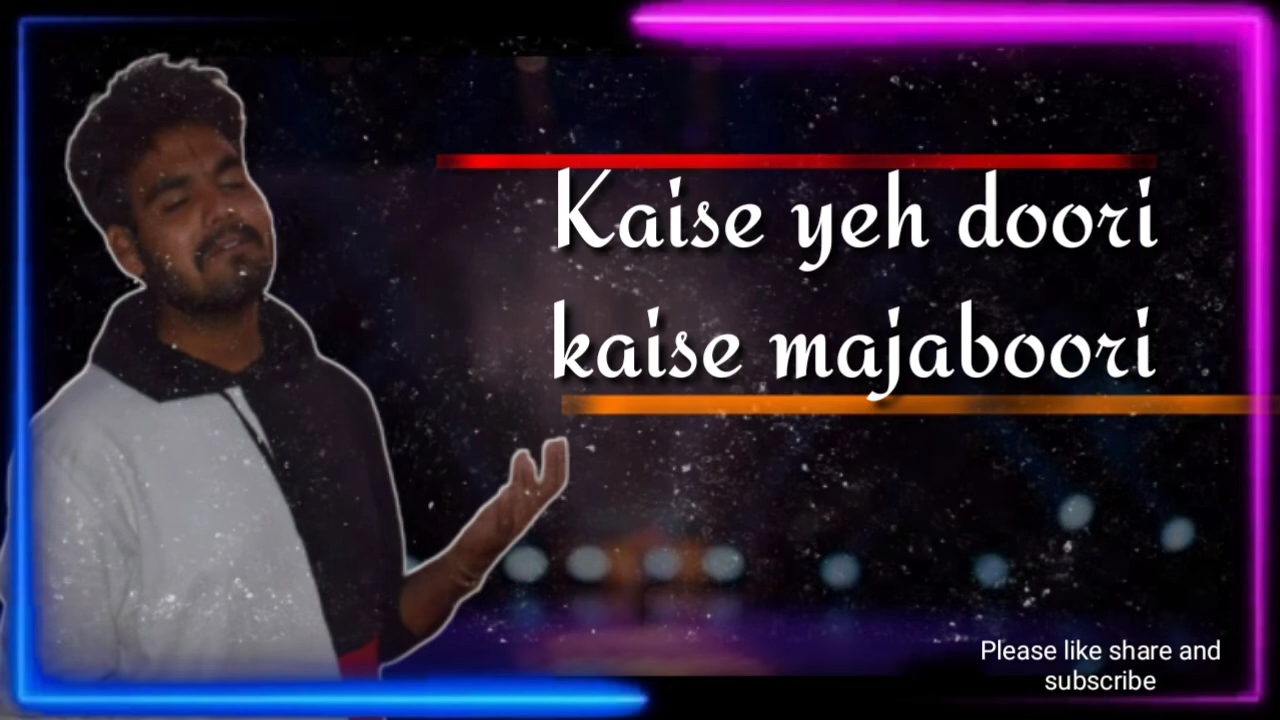 Kaise yeh doori
kaise majaboori
Please like share and
subscribe